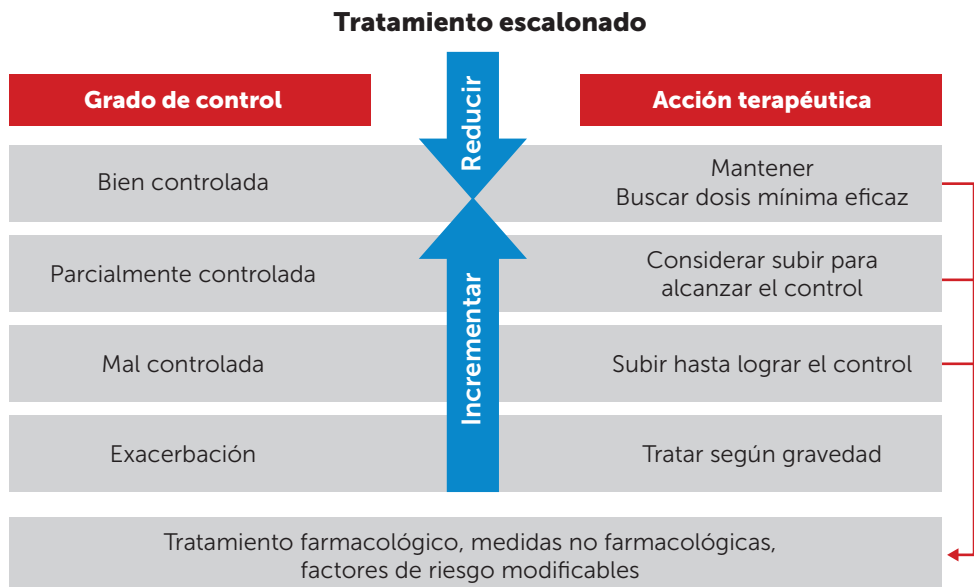 Tratamiento escalonado
Grado de control
Reducir
Acción terapéutica
Bien controlada
Mantener
Buscar dosis mínima eficaz
Parcialmente controlada
Considerar subir para
alcanzar el control
Incrementar
Mal controlada
Subir hasta lograr el control
Exacerbación
Tratar según gravedad
Tratamiento farmacológico, medidas no farmacológicas,
factores de riesgo modificables